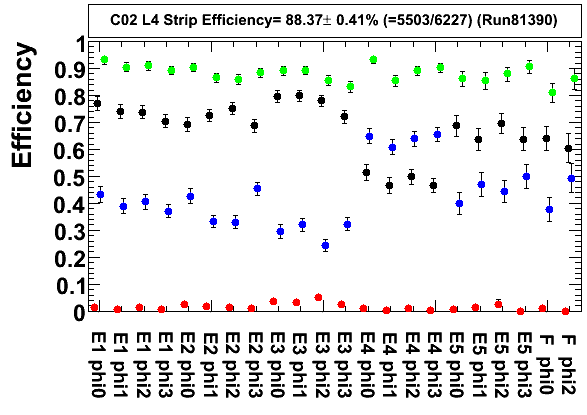 C02 L4 Strip Efficiency= 88.37± 0.41% (=5503/6227) (Run81390)
Efficiency
1
0.9
0.8
0.7
0.6
0.5
0.4
0.3
0.2
0.1
0
E1 phi0
E1 phi1
E1 phi2
E1 phi3
E2 phi0
E2 phi1
E2 phi2
E2 phi3
E3 phi0
E3 phi1
E3 phi2
E3 phi3
E4 phi0
E4 phi1
E4 phi2
E4 phi3
E5 phi0
E5 phi1
E5 phi2
E5 phi3
F phi0
F phi2